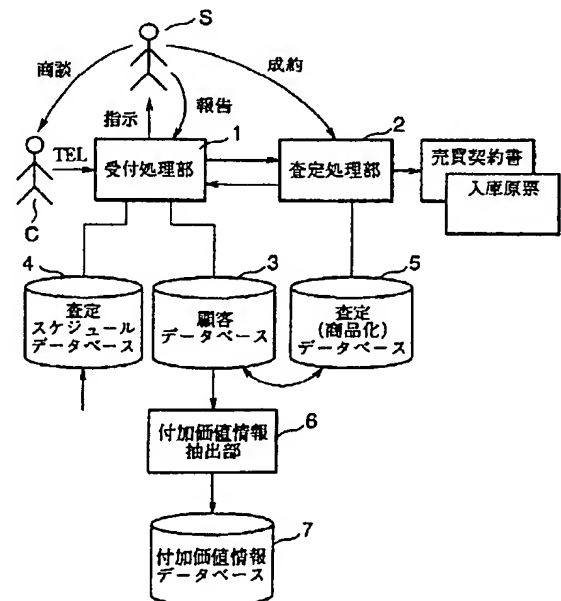 S
商談
成約
指示
報告
1
2
TEL
受付処理部
査定処理部
売買契約書
入庫原票
C
4
3
5
査定
スケジュール
データベース
顧客
データベース
査定
(商品化)
データベース
付加価値情報
抽出部
6
付加価値情報
データベース
7